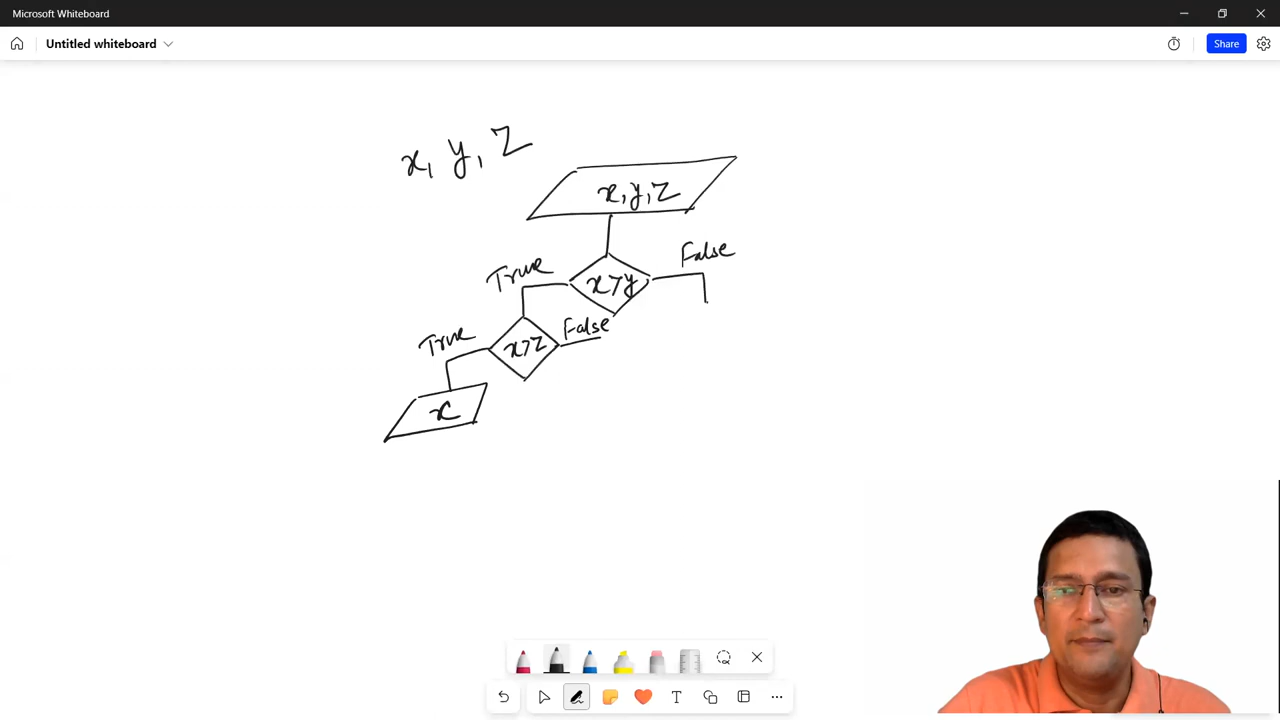 Microsoft Whiteboard
Untitled whiteboard
Share
x, y, Z
x, y, Z
x>y
True
False
x>Z
True
False
x
T